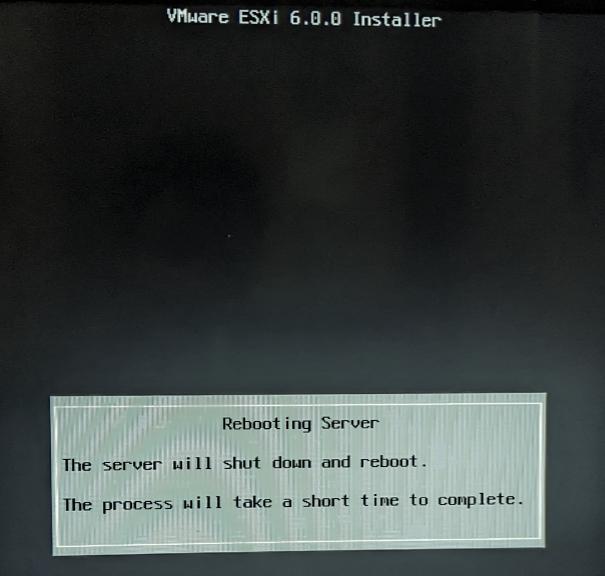 VMware ESXi 6.0.0 Installer
Rebooting Server
The server will shut down and reboot.
The process will take a short time to complete.